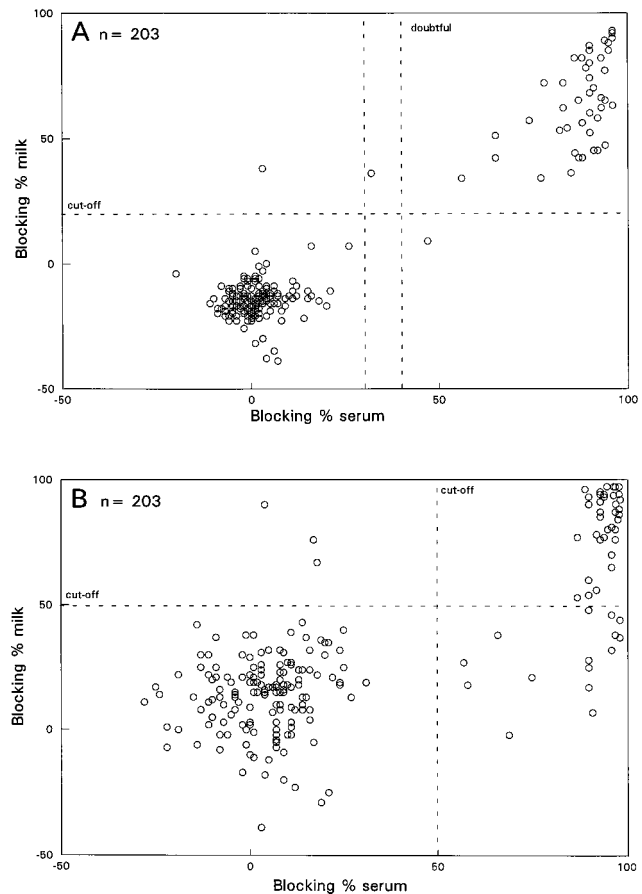 A n = 203
doubtful
100
50
cut-off
0
-50
-50
0
50
100
Blocking % milk
Blocking % serum
B n = 203
cut-off
100
cut-off
50
0
-50
-50
0
50
100
Blocking % milk
Blocking % serum